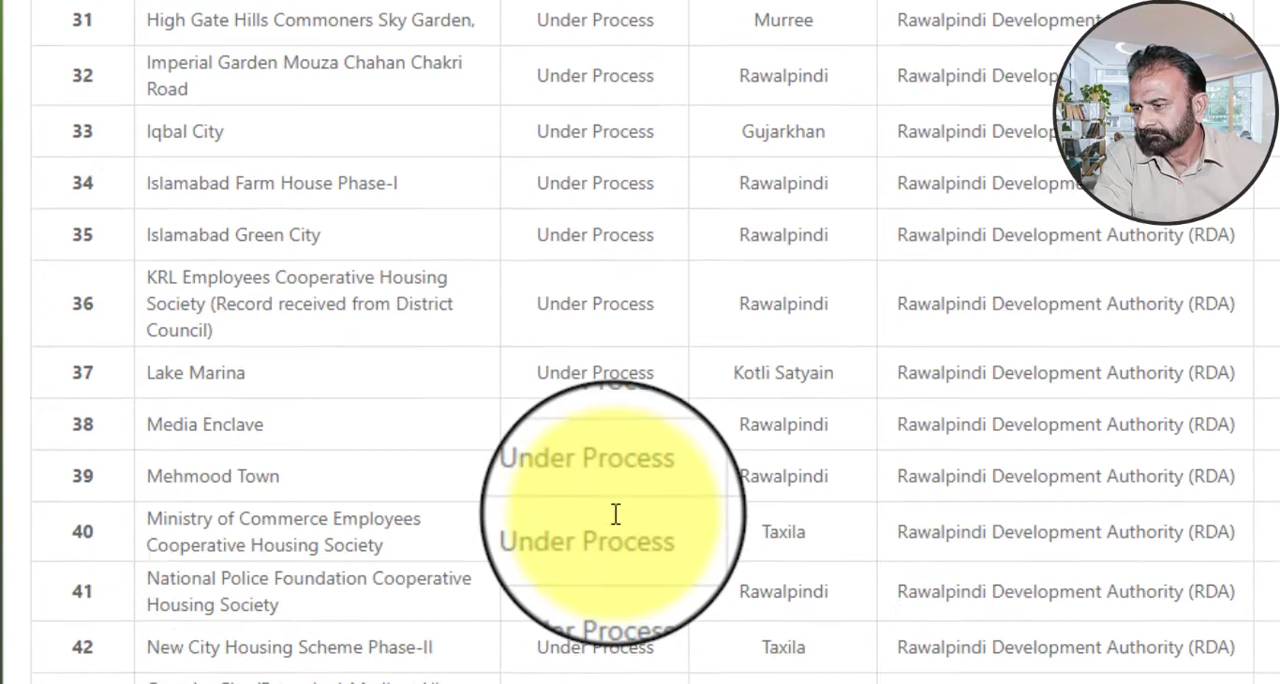 31 High Gate Hills Commoners Sky Garden, Under Process Murree Rawalpindi Development
Imperial Garden Mouza Chahan Chakri
32 Under Process Rawalpindi Rawalpindi
Road
33 Iqbal City Under Process Gujarkhan Rawalpindi
34 Islamabad Farm House Phase-I Under Process Rawalpindi Rawalpindi
35 Islamabad Green City Under Process Rawalpindi Rawalpindi Development Authority (RDA)
KRL Employees Cooperative Housing
36 Society (Record received from District Under Process Rawalpindi Rawalpindi Development Authority (RDA)
Council)
37 Lake Marina Under Process Kotli Satyain Rawalpindi Development Authority (RDA)
38 Media Enclave Rawalpindi Rawalpindi Development Authority (RDA)
Under Process
39 Mehmood Town Rawalpindi Rawalpindi Development Authority (RDA)
Ministry of Commerce Employees
40 Under Process Taxila Rawalpindi Development Authority (RDA)
Cooperative Housing Society
National Police Foundation Cooperative
41 Rawalpindi Rawalpindi Development Authority (RDA)
Housing Society
Process
42 New City Housing Scheme Phase-II Under Process Taxila Rawalpindi Development Authority (RDA)